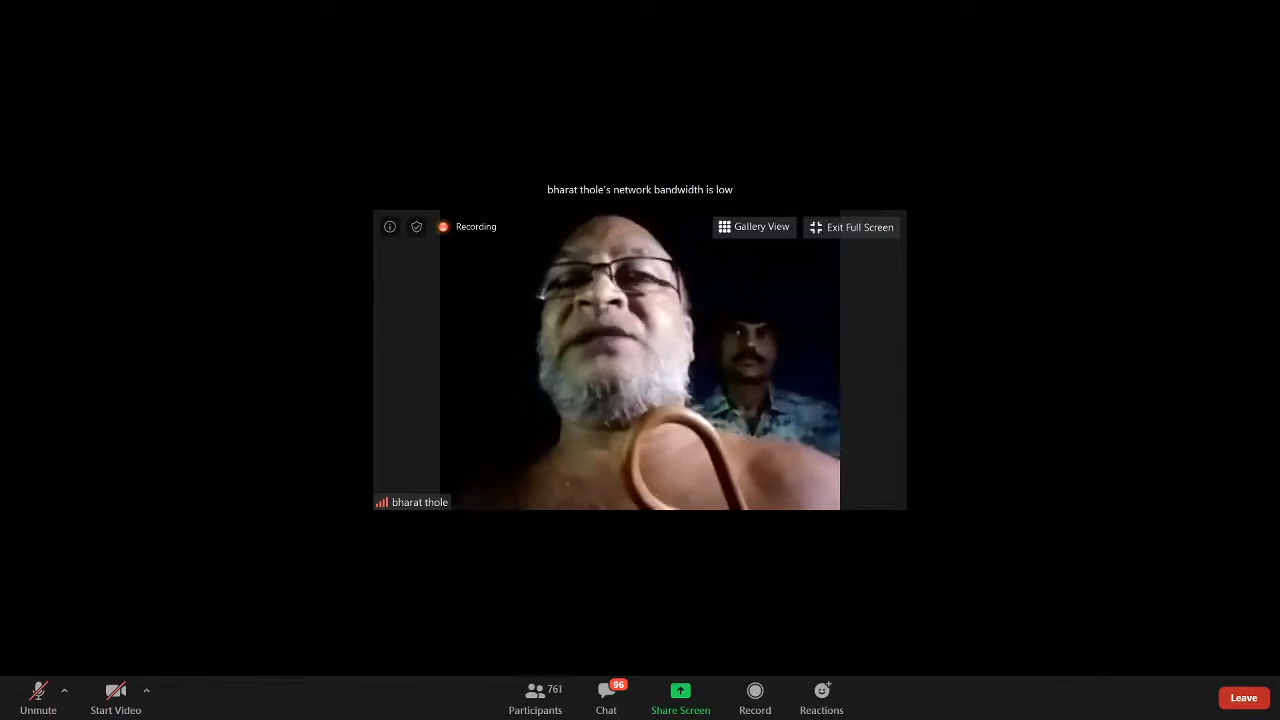 bharat thole's network bandwidth is low
Recording
Gallery View
Exit Full Screen
bharat thole
761
96
Unmute
Start Video
Participants
Chat
Share Screen
Record
Reactions
Leave